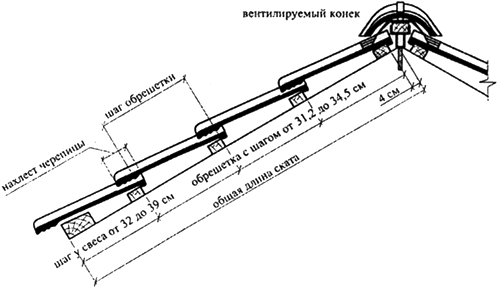 вентилируемый конек
шаг обрешетки
нахлест черепицы
обрешетка с шагом от 31,2 до 34,5 см
4 см
шаг у свеса от 32 до 39 см
общая длина ската